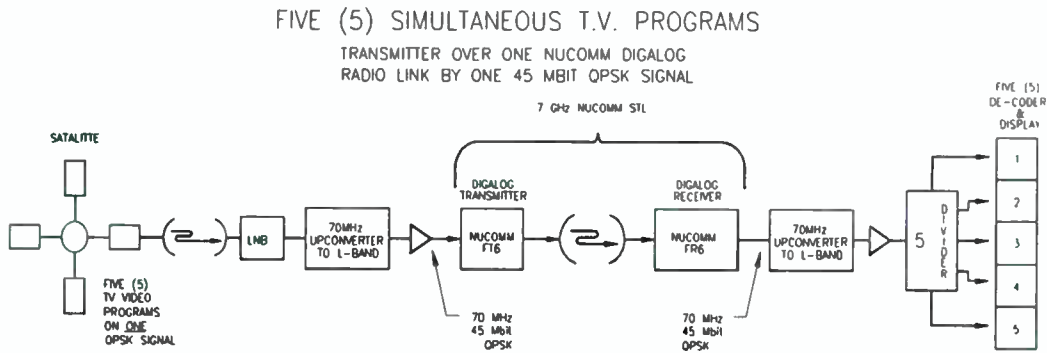 FIVE (5) SIMULTANEOUS T.V. PROGRAMS
TRANSMITTER OVER ONE NUCOMM DIGALOG
RADIO LINK BY ONE 45 MBIT QPSK SIGNAL
7 GHz NUCOMM STL
FIVE (5)
DE-CODER
&
DISPLAY
SATALITTE
DIGALOG
TRANSMITTER
DIGALOG
RECEIVER
LNB
70MHz
UPCONVERTER
TO L-BAND
NUCOMM
FT6
NUCOMM
FR6
70MHz
UPCONVERTER
TO L-BAND
5
DIVIDER
1
2
3
4
5
FIVE (5)
TV VIDEO
PROGRAMS
ON ONE
QPSK SIGNAL
70 MHz
45 Mbit
QPSK
70 MHz
45 Mbit
QPSK